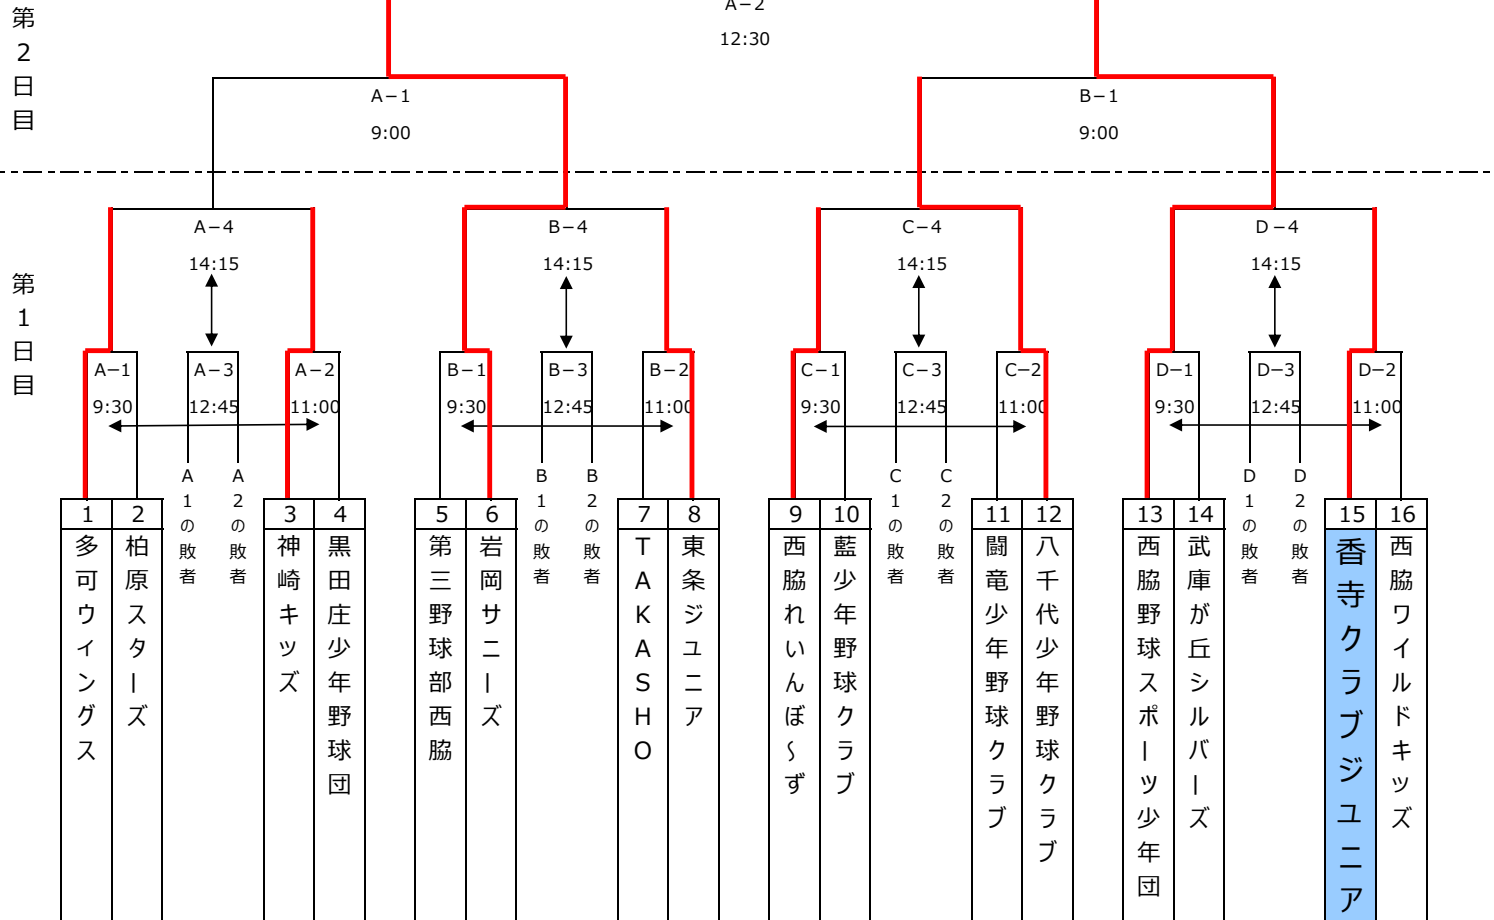 A－2
12:30
第2日目
A－1
9:00
B－1
9:00
第1日目
A－4
14:15
B－4
14:15
C－4
14:15
D－4
14:15
A－1
9:30
A－3
12:45
A－2
11:00
B－1
9:30
B－3
12:45
B－2
11:00
C－1
9:30
C－3
12:45
C－2
11:00
D－1
9:30
D－3
12:45
D－2
11:00
A1の敗者
A2の敗者
B1の敗者
B2の敗者
C1の敗者
C2の敗者
D1の敗者
D2の敗者
1
多可ウィングス
2
柏原スターズ
3
神崎キッズ
4
黒田庄少年野球団
5
第三野球部西脇
6
岩岡サニーズ
7
TAKASHO
8
東条ジュニア
9
西脇れいんぼ～ず
10
藍少年野球クラブ
11
闘竜少年野球クラブ
12
八千代少年野球クラブ
13
西脇野球スポーツ少年団
14
武庫が丘シルバーズ
15
香寺クラブジュニア
16
西脇ワイルドキッズ